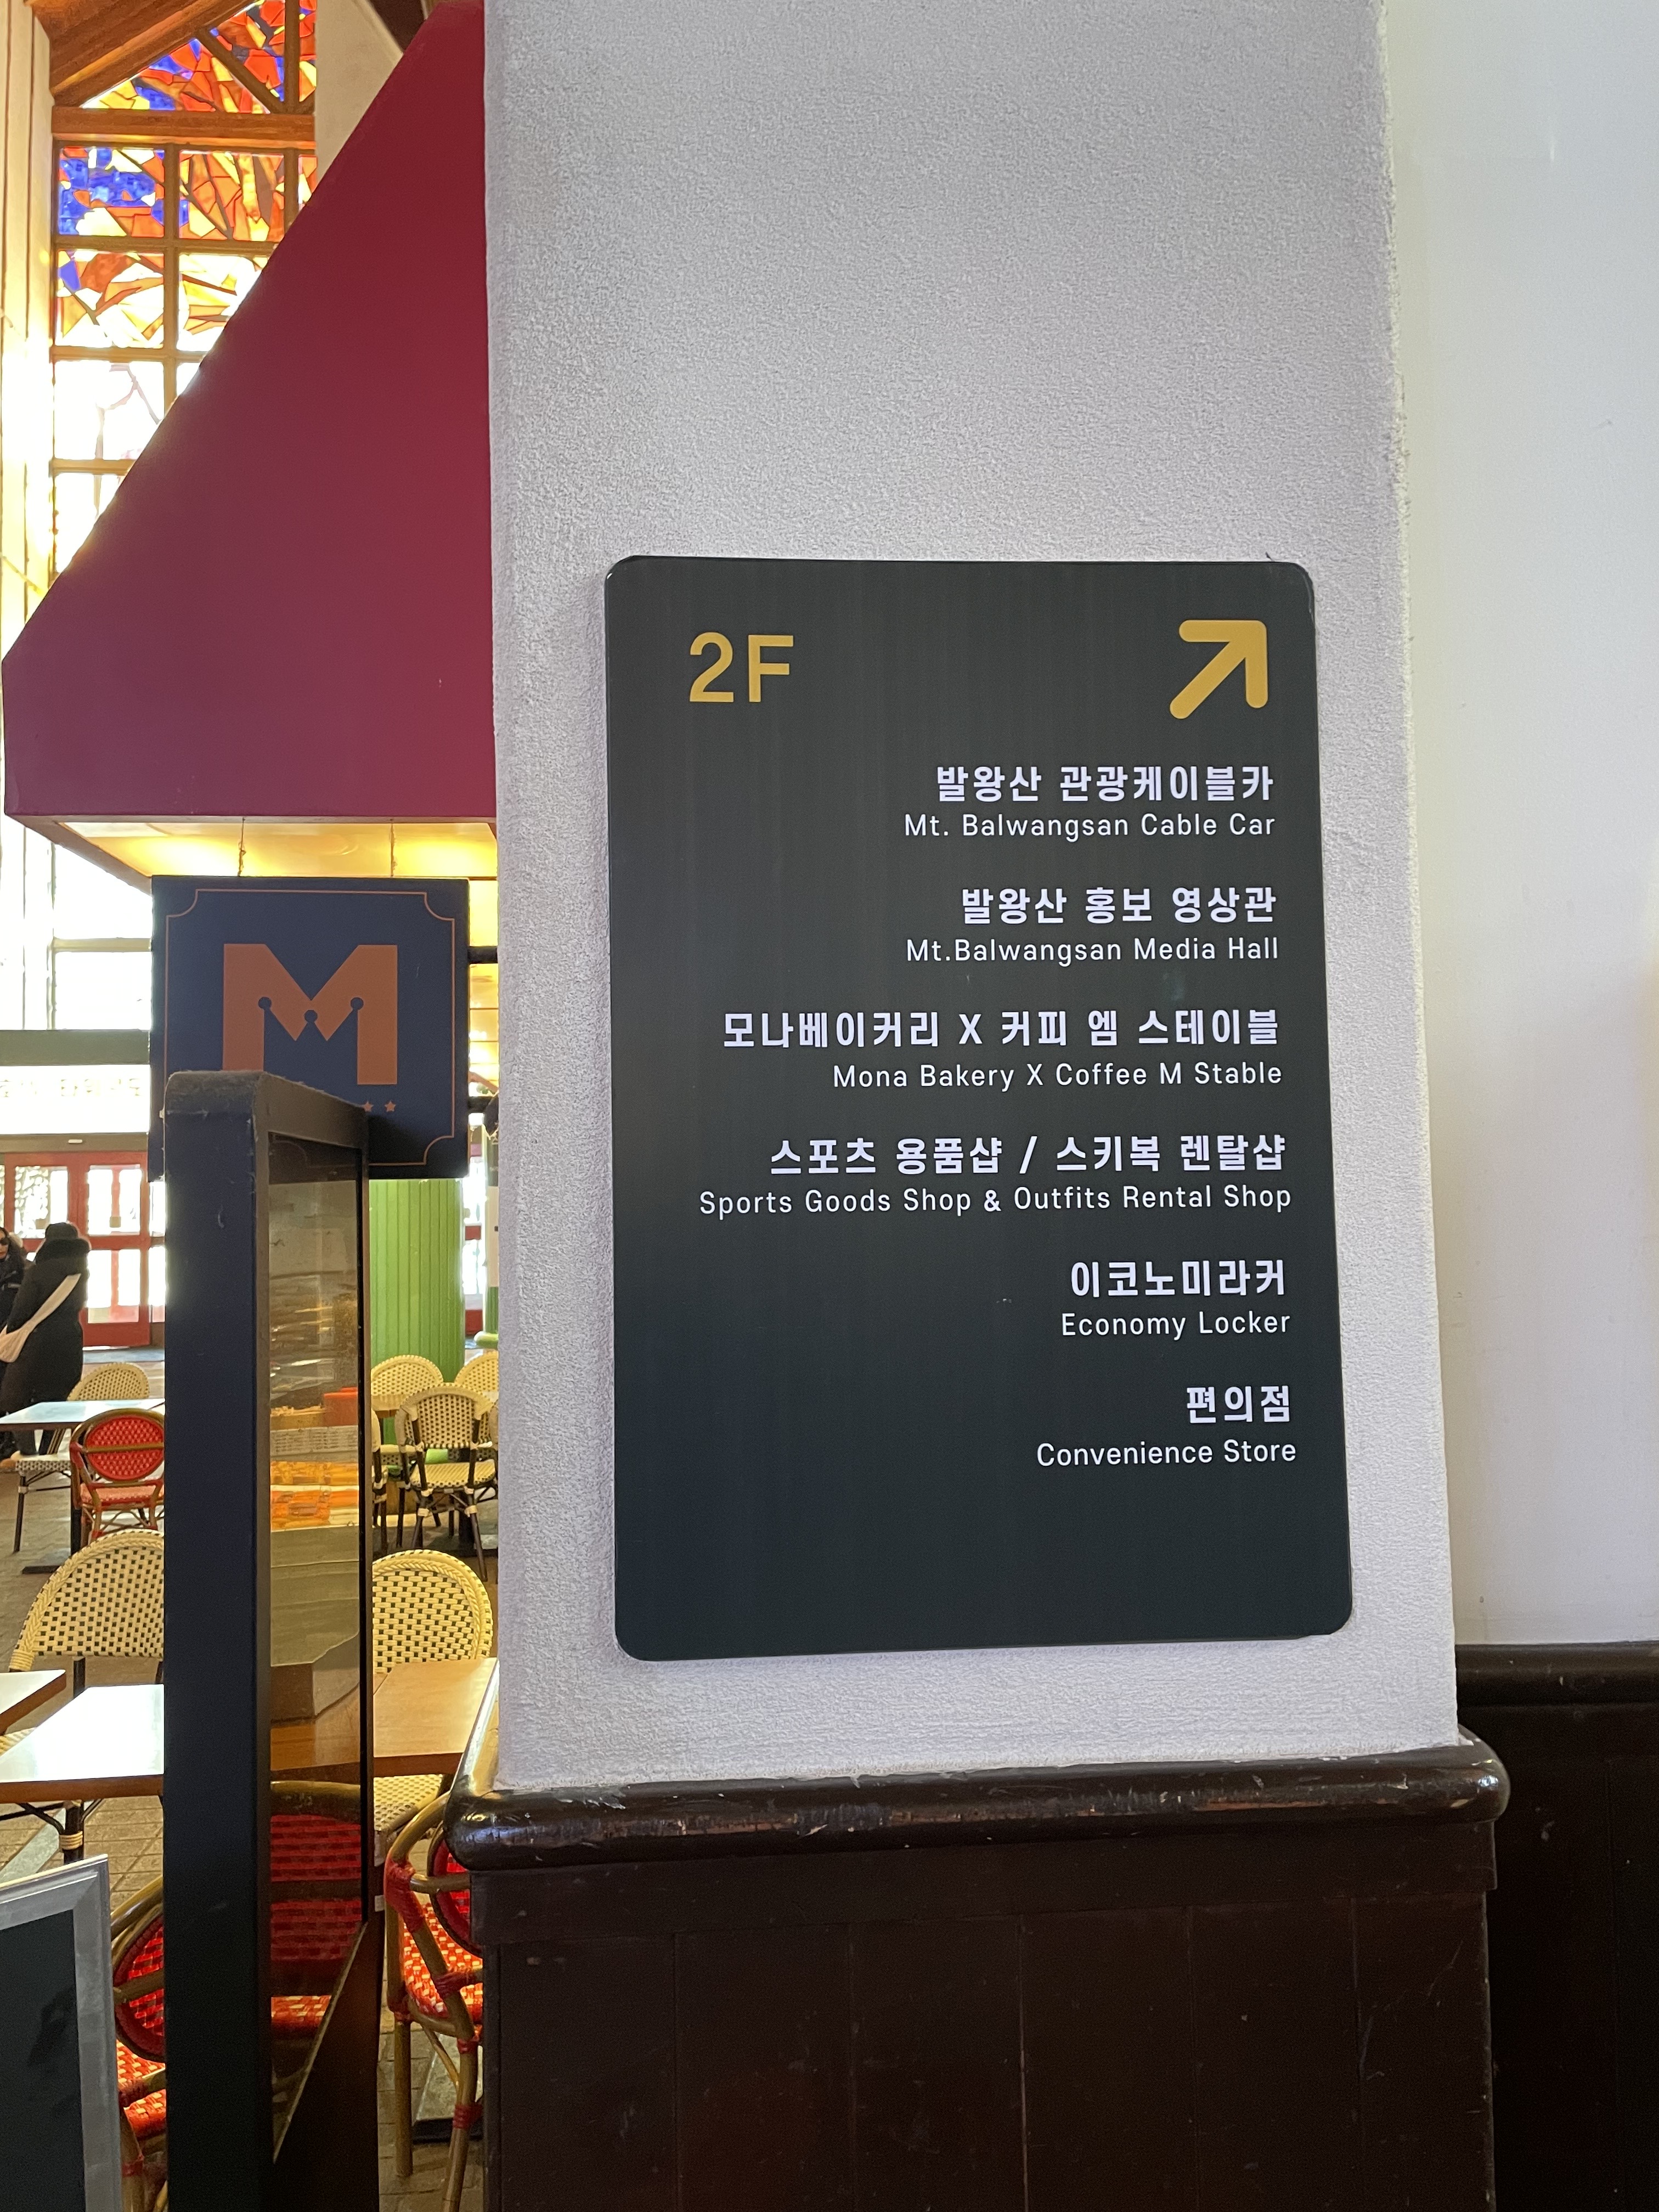 2F
발왕산 관광케이블카
Mt. Balwangsan Cable Car
발왕산 홍보 영상관
Mt.Balwangsan Media Hall
모나베이커리 X 커피 엠 스테이블
Mona Bakery X Coffee M Stable
스포츠 용품샵 / 스키복 렌탈샵
Sports Goods Shop & Outfits Rental Shop
이코노미라커
Economy Locker
편의점
Convenience Store
M